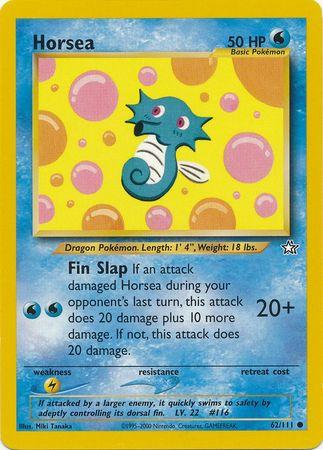 Horsea
50 HP
Basic Pokémon
Dragon Pokémon. Length: 1' 4", Weight: 18 lbs.
Fin Slap If an attack
damaged Horsea during your
opponent's last turn, this attack
does 20 damage plus 10 more
damage. If not, this attack does
20 damage.
20+
weakness
resistance
retreat cost
If attacked by a larger enemy, it quickly swims to safety by
adeptly controlling its dorsal fin. LV. 22 #116
Illus. Miki Tanaka
©1995-2000 Nintendo, Creatures, GAMEFREAK.
62/111